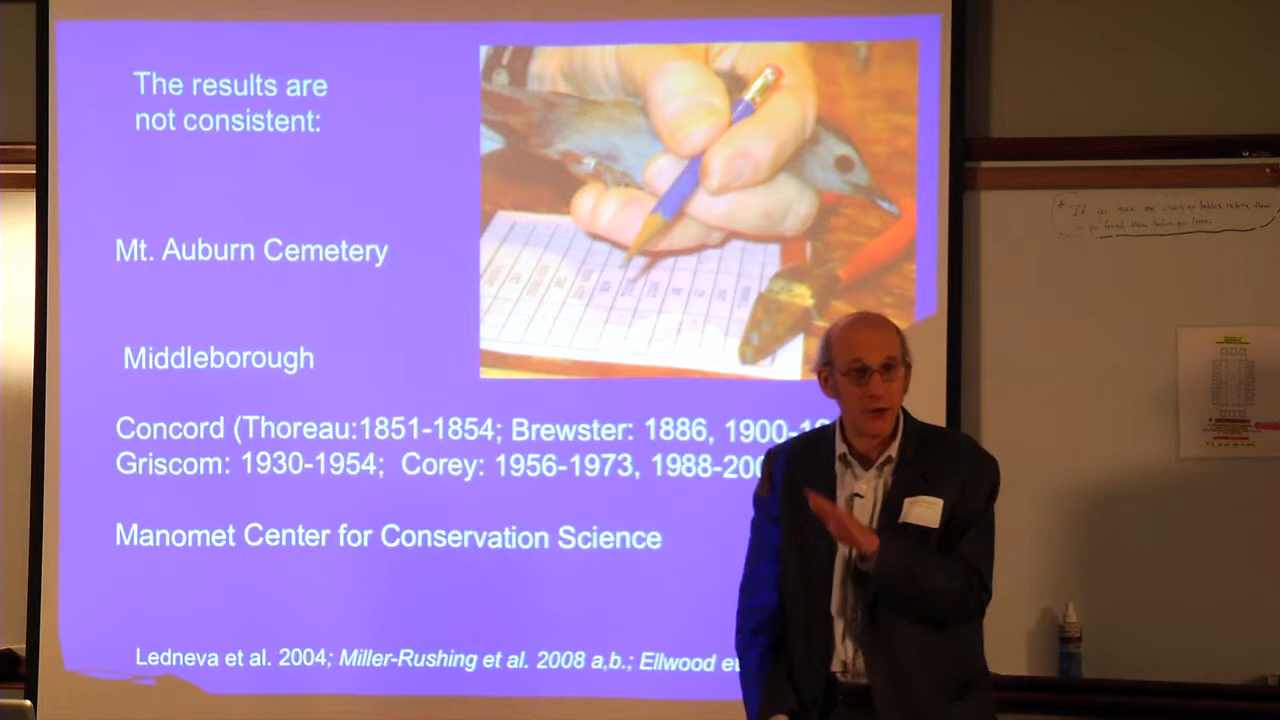 The results are
not consistent:
Mt. Auburn Cemetery
Middleborough
Concord (Thoreau:1851-1854; Brewster: 1886, 1900-19
Griscom: 1930-1954; Corey: 1956-1973, 1988-200
Manomet Center for Conservation Science
Ledneva et al. 2004; Miller-Rushing et al. 2008 a,b.; Ellwood et